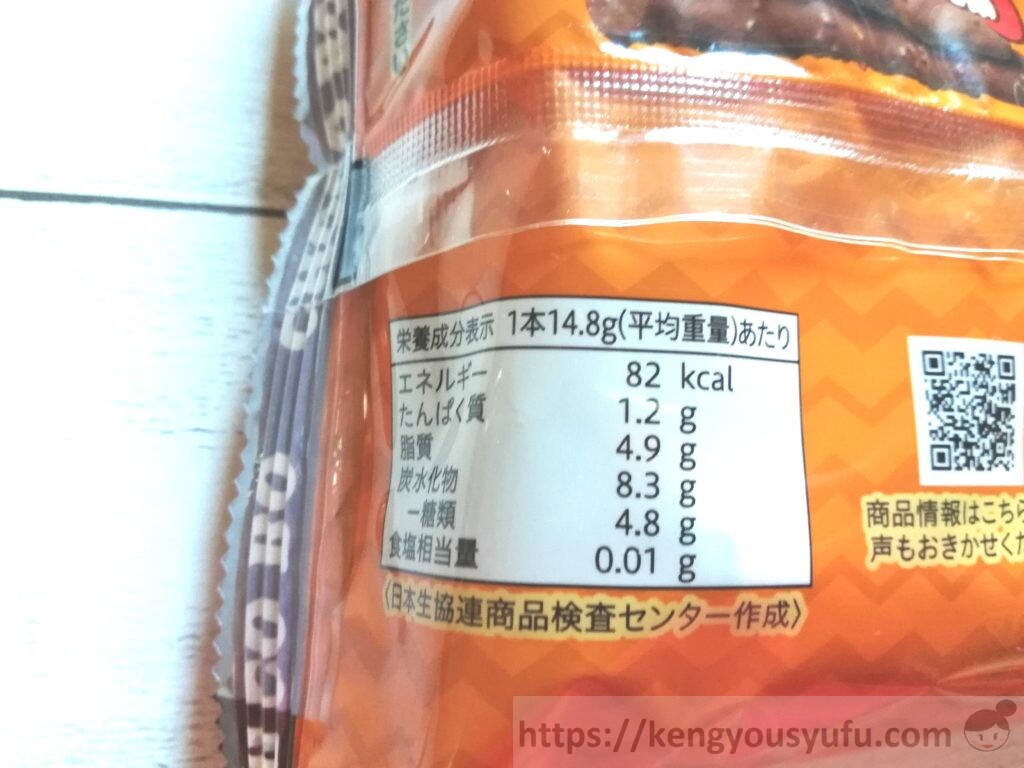 栄養成分表示 1本14.8g(平均重量)あたり
エネルギー 82 kcal
たんぱく質 1.2 g
脂質 4.9 g
炭水化物 8.3 g
－糖類 4.8 g
食塩相当量 0.01 g
〈日本生協連商品検査センター作成〉
商品情報はこちら
声もおきかせくだ
https://kengyousyufu.com/